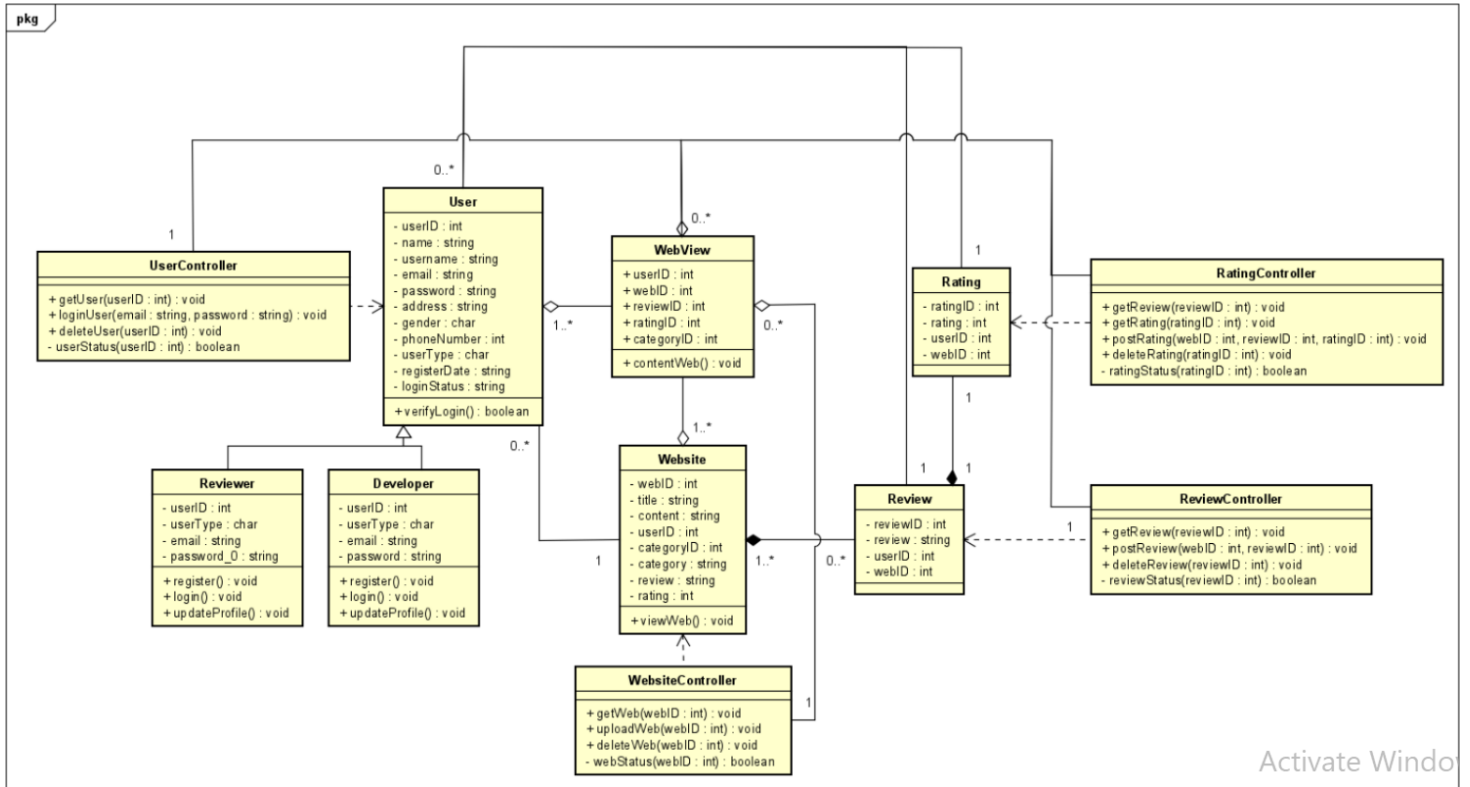 pkg
0..*
1
0..*
User
- userID : int
- name : string
- username : string
- email : string
- password : string
- address : string
- gender : char
- phoneNumber : int
- userType : char
- registerDate : string
- loginStatus : string
+ verifyLogin() : boolean
UserController
+ getUser(userID : int) : void
+ loginUser(email : string, password : string) : void
+ deleteUser(userID : int) : void
- userStatus(userID : int) : boolean
WebView
+ userID : int
+ webID : int
+ reviewID : int
+ ratingID : int
+ categoryID : int
+ contentWeb() : void
1..*
0..*
1
Rating
- ratingID : int
- rating : int
- userID : int
- webID : int
RatingController
+ getReview(reviewID : int) : void
+ getRating(ratingID : int) : void
+ postRating(webID : int, reviewID : int, ratingID : int) : void
+ deleteRating(ratingID : int) : void
- ratingStatus(ratingID : int) : boolean
1
0..*
1..*
Reviewer
- userID : int
- userType : char
- email : string
- password_0 : string
+ register() : void
+ login() : void
+ updateProfile() : void
Developer
- userID : int
- userType : char
- email : string
- password : string
+ register() : void
+ login() : void
+ updateProfile() : void
Website
- webID : int
- title : string
- content : string
- userID : int
- categoryID : int
- category : string
- review : string
- rating : int
+ viewWeb() : void
1
1..*
0..*
1
1
Review
- reviewID : int
- review : string
- userID : int
- webID : int
1
ReviewController
+ getReview(reviewID : int) : void
+ postReview(webID : int, reviewID : int) : void
+ deleteReview(reviewID : int) : void
- reviewStatus(reviewID : int) : boolean
WebsiteController
+ getWeb(webID : int) : void
+ uploadWeb(webID : int) : void
+ deleteWeb(webID : int) : void
- webStatus(webID : int) : boolean
1
Activate Windo